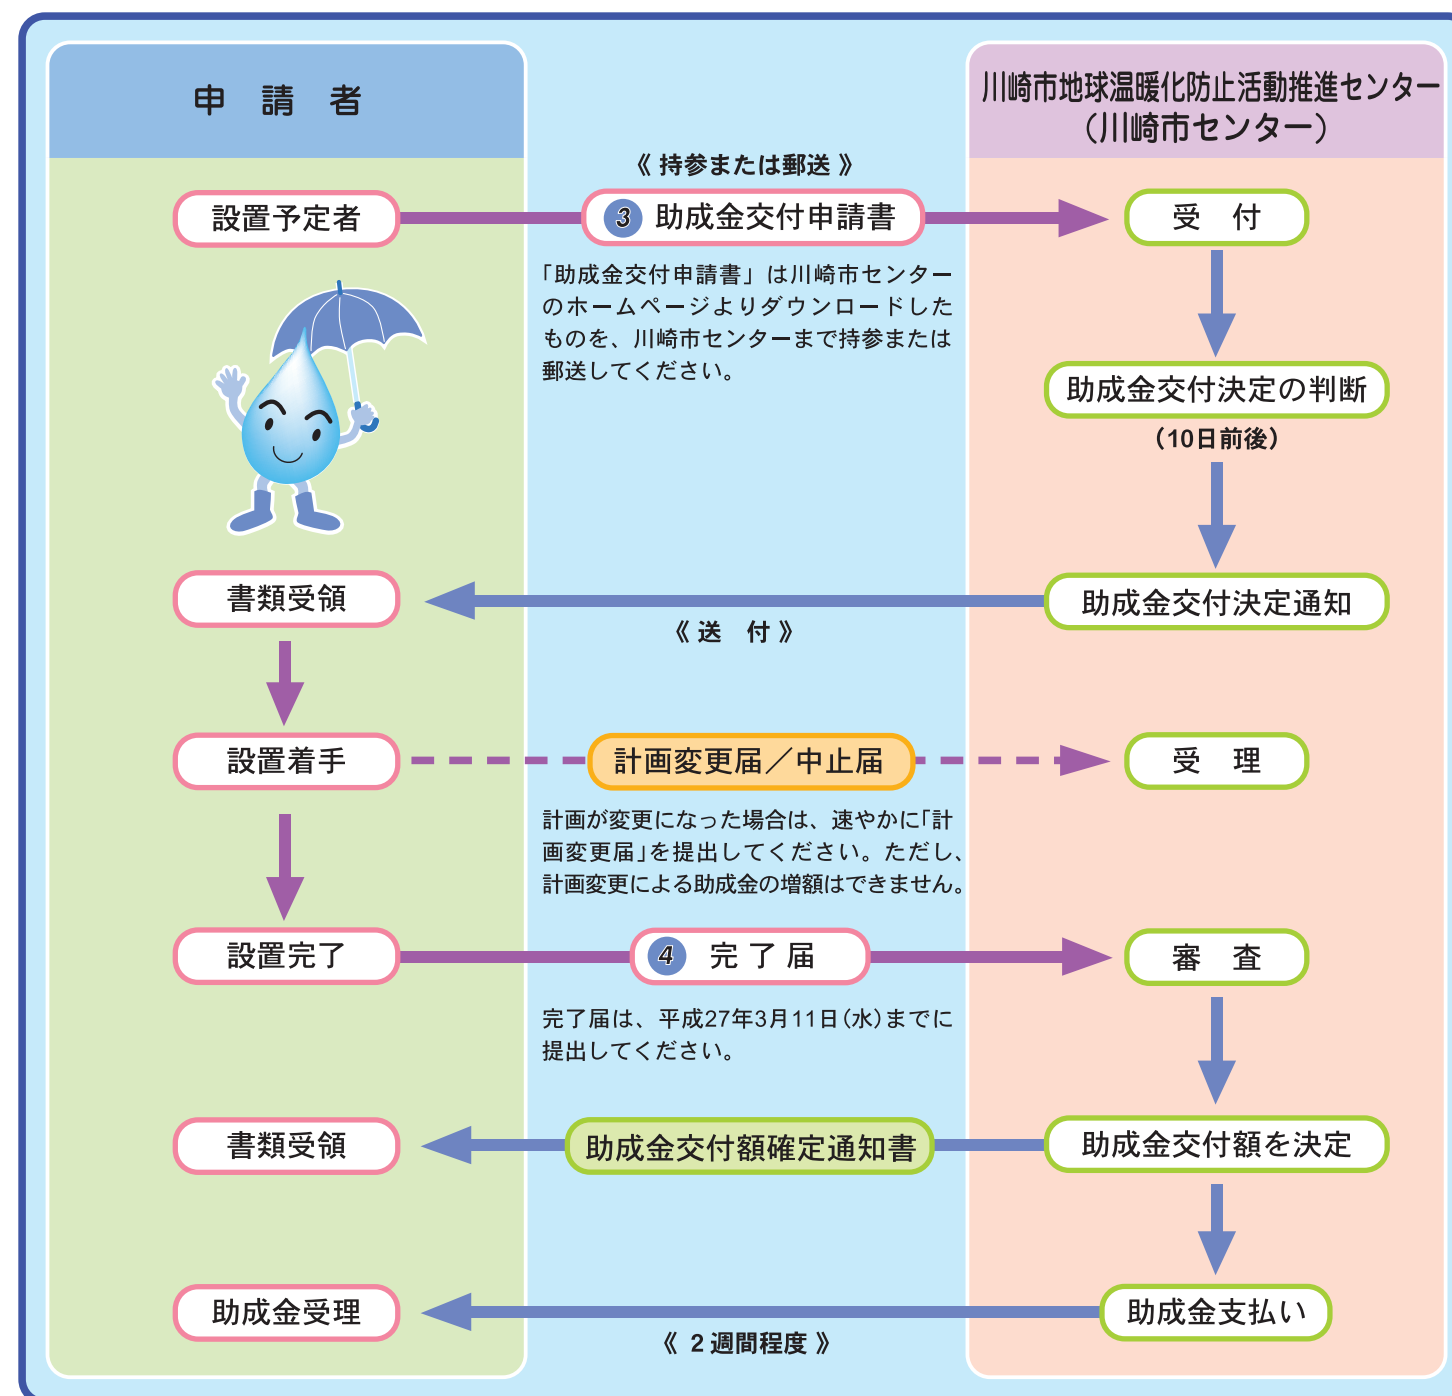 申 請 者
川崎市地球温暖化防止活動推進センター
（川崎市センター）
《 持参または郵送 》
設置予定者
3 助成金交付申請書
受 付
「助成金交付申請書」は川崎市センター
のホームページよりダウンロードした
ものを、川崎市センターまで持参または
郵送してください。
助成金交付決定の判断
（10日前後）
書類受領
助成金交付決定通知
《 送 付 》
設置着手
計画変更届／中止届
受 理
計画が変更になった場合は、速やかに「計
画変更届」を提出してください。ただし、
計画変更による助成金の増額はできません。
設置完了
4 完了届
審 査
完了届は、平成27年3月11日（水）までに
提出してください。
書類受領
助成金交付額確定通知書
助成金交付額を決定
助成金受理
助成金支払い
《 2週間程度 》